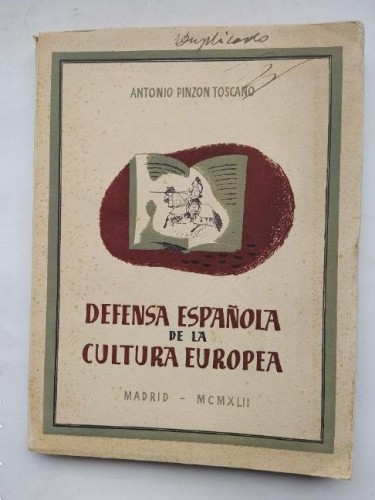 Duplicado
ANTONIO PINZON TOSCANO
DEFENSA ESPAÑOLA
DE LA
CULTURA EUROPEA
MADRID - MCMXLII